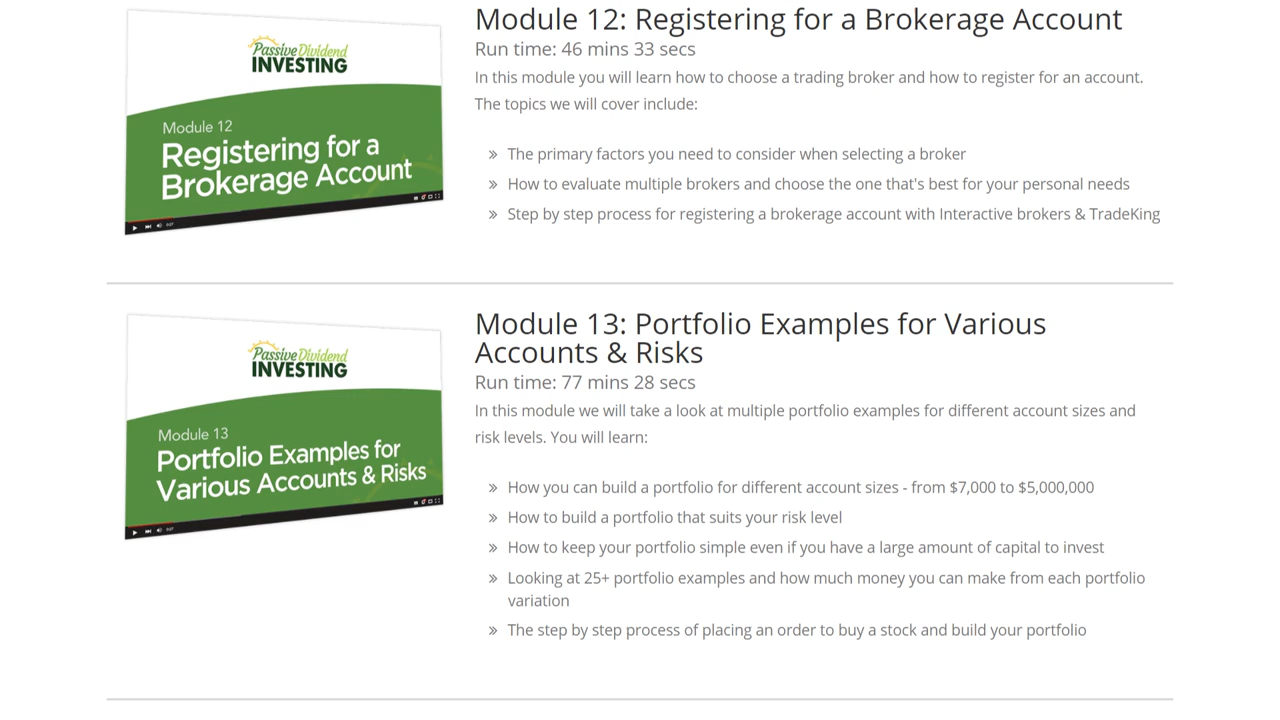 Passive Dividend
INVESTING
Module 12
Registering for a
Brokerage Account
Module 12: Registering for a Brokerage Account
Run time: 46 mins 33 secs
In this module you will learn how to choose a trading broker and how to register for an account.
The topics we will cover include:
» The primary factors you need to consider when selecting a broker
» How to evaluate multiple brokers and choose the one that's best for your personal needs
» Step by step process for registering a brokerage account with Interactive brokers & TradeKing
Passive Dividend
INVESTING
Module 13
Portfolio Examples for
Various Accounts & Risks
Module 13: Portfolio Examples for Various
Accounts & Risks
Run time: 77 mins 28 secs
In this module we will take a look at multiple portfolio examples for different account sizes and
risk levels. You will learn:
» How you can build a portfolio for different account sizes - from $7,000 to $5,000,000
» How to build a portfolio that suits your risk level
» How to keep your portfolio simple even if you have a large amount of capital to invest
» Looking at 25+ portfolio examples and how much money you can make from each portfolio
variation
» The step by step process of placing an order to buy a stock and build your portfolio